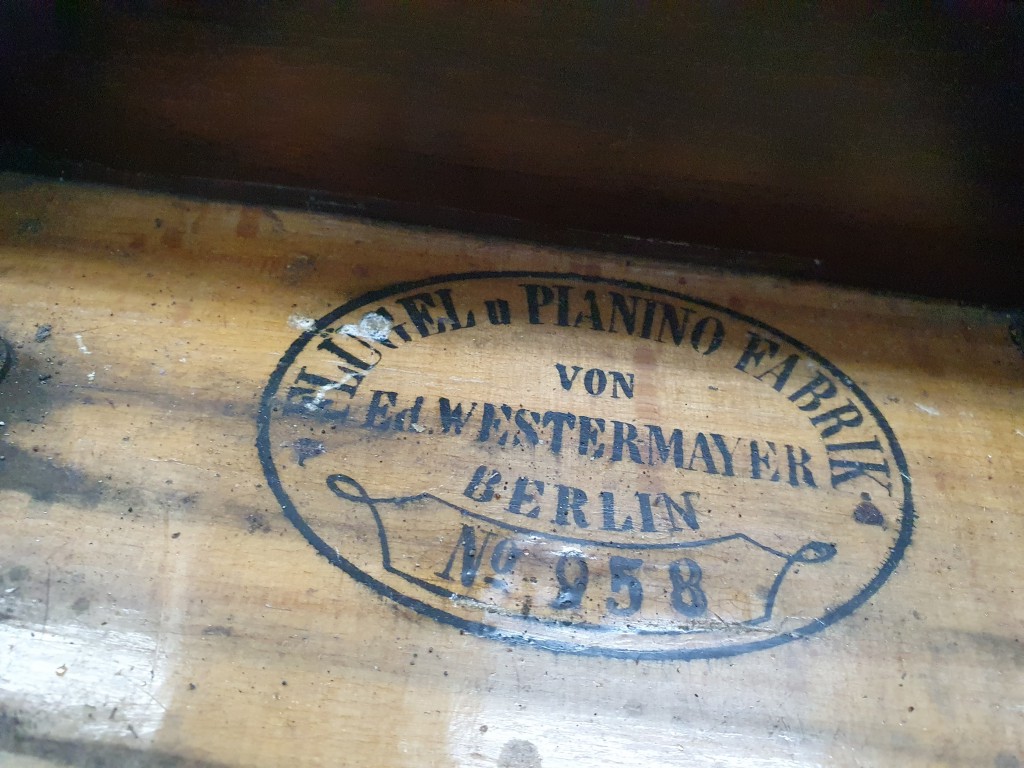 FLÜGEL u PIANINO FABRIK
VON
Ed. WESTERMAYER
BERLIN
No 958